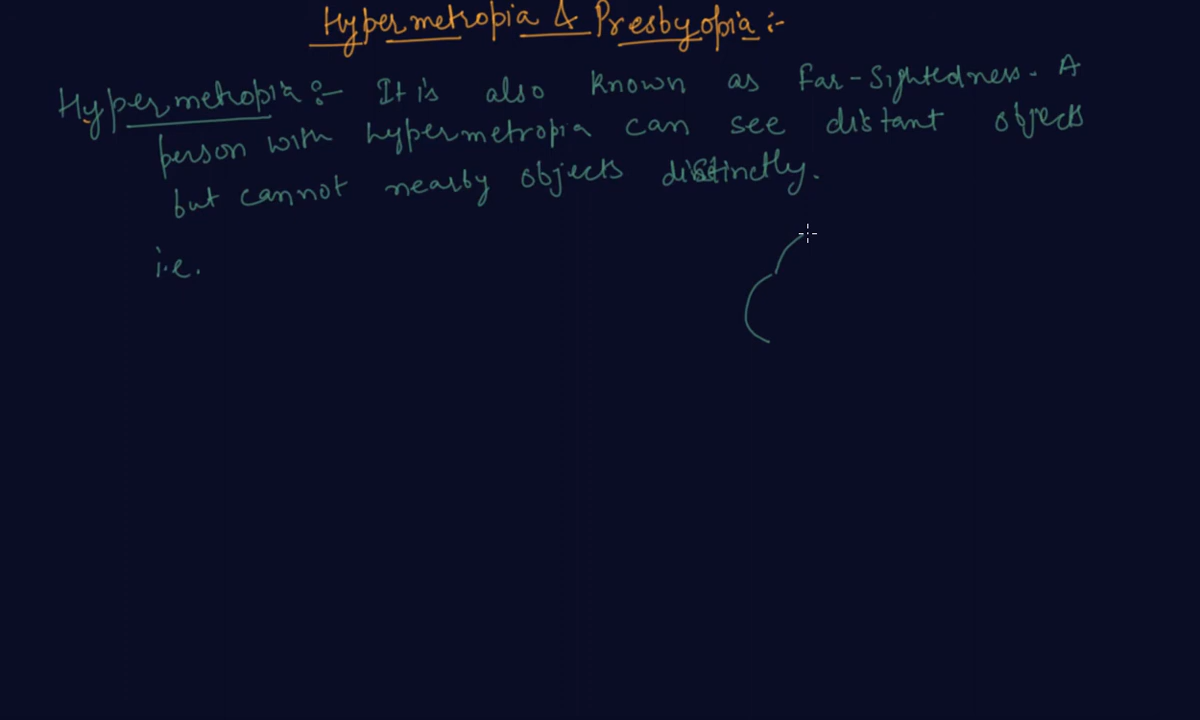 Hypermetropia & Presbyopia :-
Hypermetropia :- It is also known as Far-Sightedness. A
person with hypermetropia can see distant objects
but cannot nearby objects distinctly.
i.e.